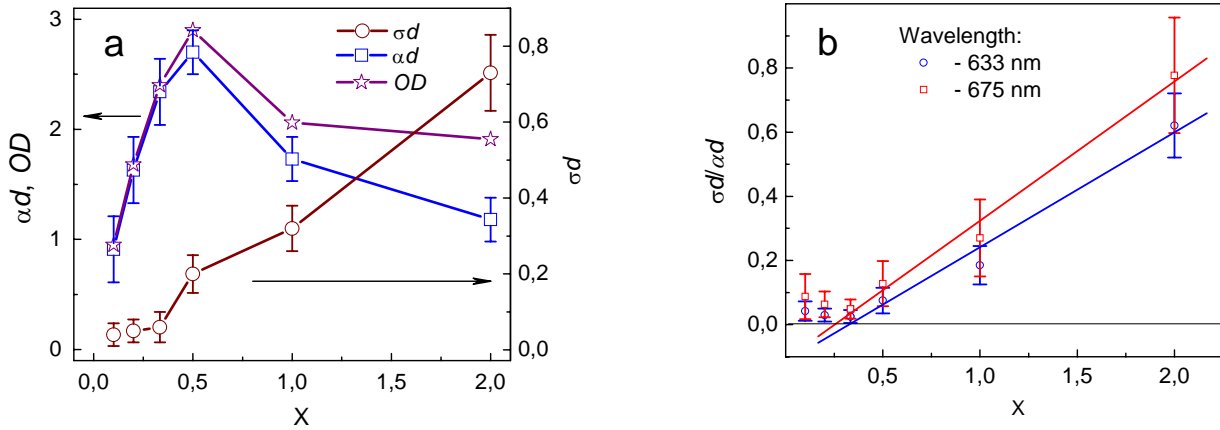 a
σd
αd
OD
3
2
1
0
αd, OD
0,8
0,6
0,4
0,2
0,0
σd
0,0 0,5 1,0 1,5 2,0
X
b
Wavelength:
- 633 nm
- 675 nm
0,8
0,6
0,4
0,2
0,0
σd/αd
0,5 1,0 1,5 2,0
X